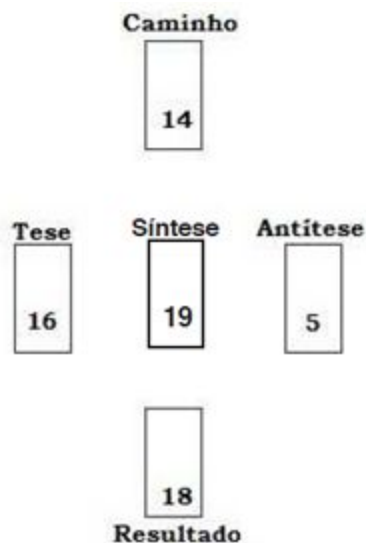 Caminho
14
Tese Síntese Antítese
16 19 5
18
Resultado